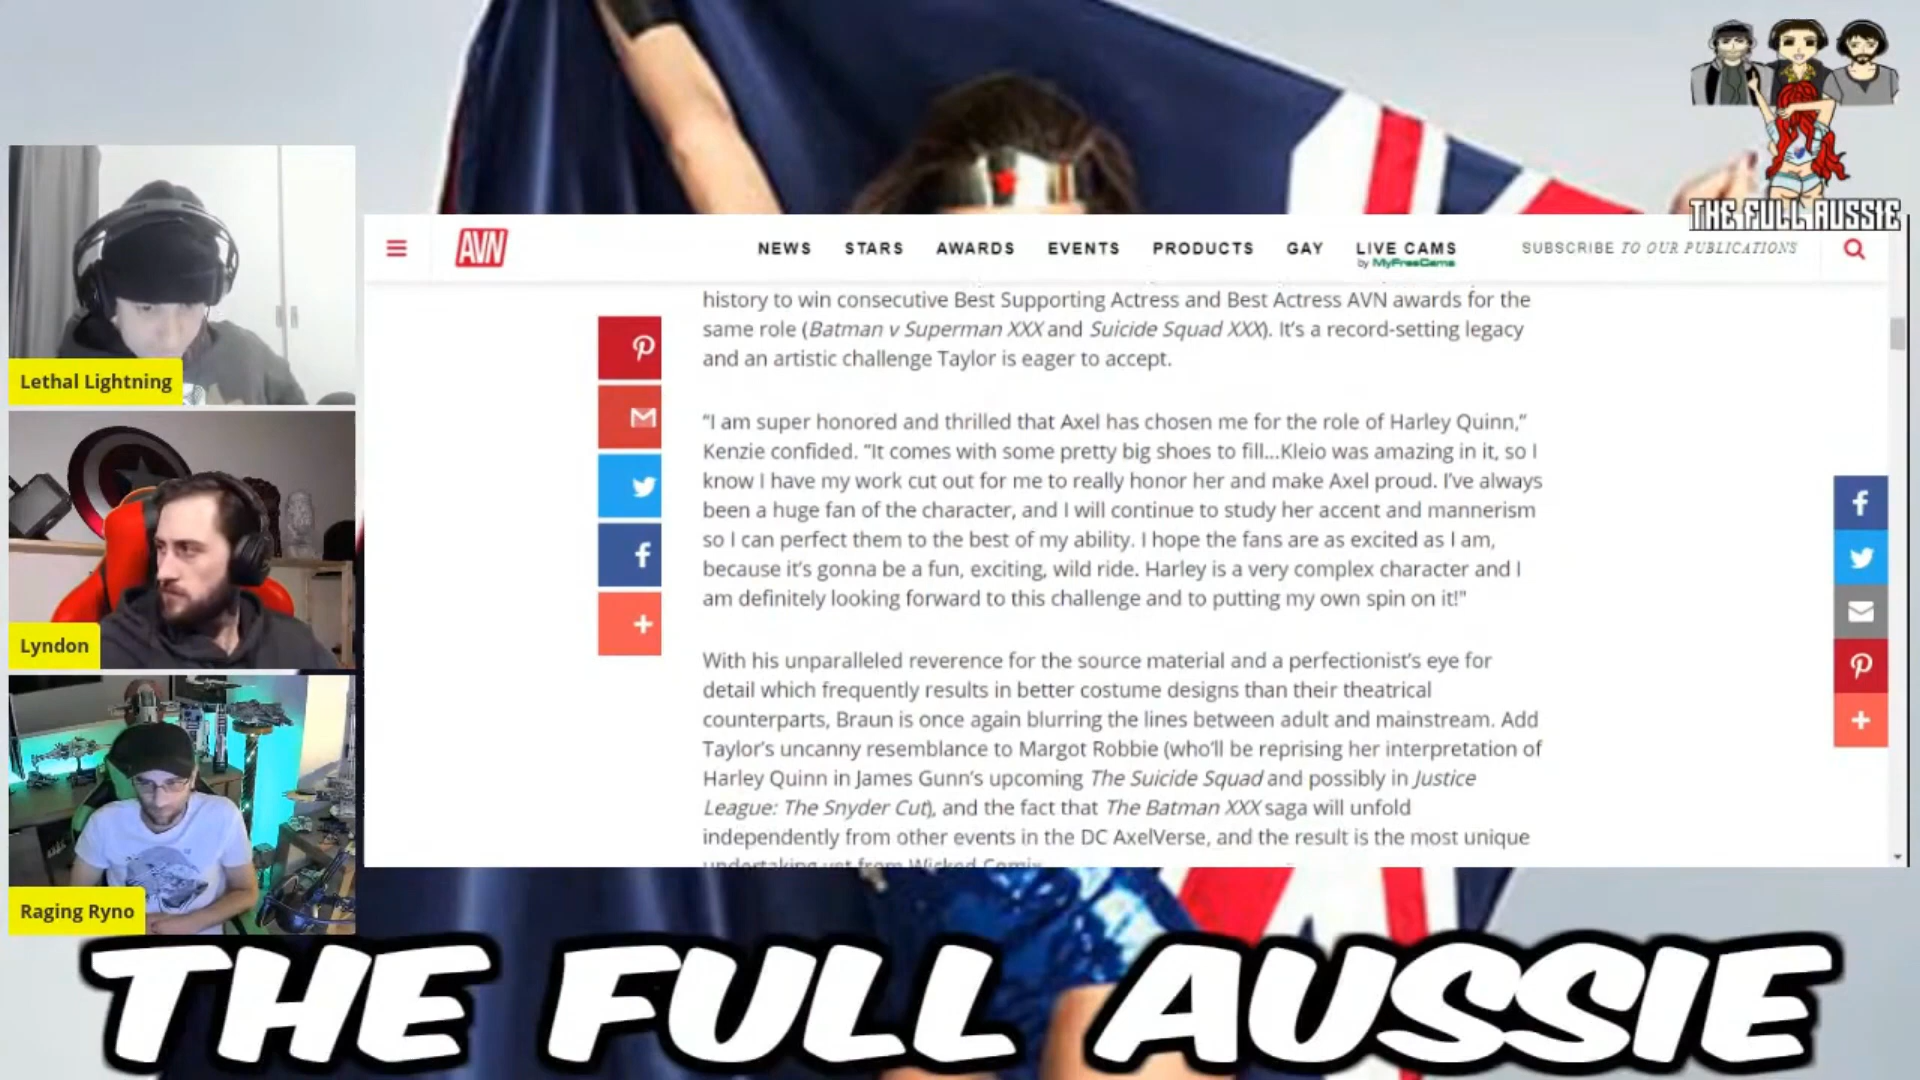 THE FULL AUSSIE
AVN
NEWS STARS AWARDS EVENTS PRODUCTS GAY LIVE CAMS
by MyFreeCams
SUBSCRIBE TO OUR PUBLICATIONS
history to win consecutive Best Supporting Actress and Best Actress AVN awards for the
same role (Batman v Superman XXX and Suicide Squad XXX). It’s a record-setting legacy
and an artistic challenge Taylor is eager to accept.
“I am super honored and thrilled that Axel has chosen me for the role of Harley Quinn,”
Kenzie confided. “It comes with some pretty big shoes to fill...Kleio was amazing in it, so I
know I have my work cut out for me to really honor her and make Axel proud. I’ve always
been a huge fan of the character, and I will continue to study her accent and mannerism
so I can perfect them to the best of my ability. I hope the fans are as excited as I am,
because it’s gonna be a fun, exciting, wild ride. Harley is a very complex character and I
am definitely looking forward to this challenge and to putting my own spin on it!"
With his unparalleled reverence for the source material and a perfectionist’s eye for
detail which frequently results in better costume designs than their theatrical
counterparts, Braun is once again blurring the lines between adult and mainstream. Add
Taylor’s uncanny resemblance to Margot Robbie (who’ll be reprising her interpretation of
Harley Quinn in James Gunn’s upcoming The Suicide Squad and possibly in Justice
League: The Snyder Cut), and the fact that The Batman XXX saga will unfold
independently from other events in the DC AxelVerse, and the result is the most unique
undertaking yet from Wicked Comix
Lethal Lightning
Lyndon
Raging Ryno
THE FULL AUSSIE